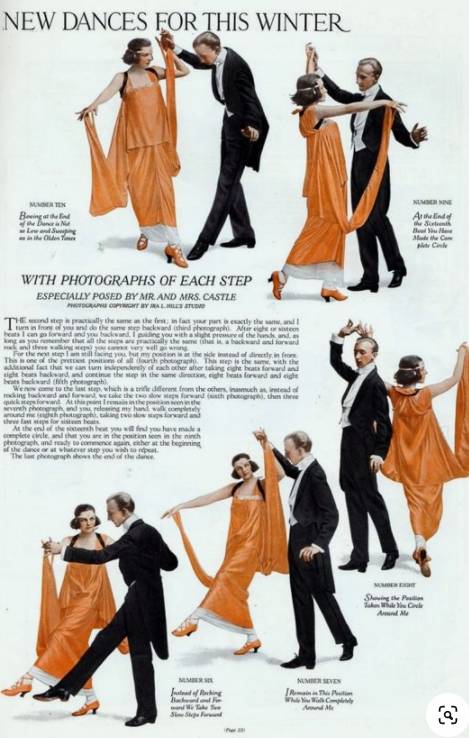 NEW DANCES FOR THIS WINTER
NUMBER TEN
Bowing at the End
of the Dance is Not
as Low and Sweeping
as in the Olden Times
NUMBER NINE
At the End of
the Sixteenth
Beat You Have
Made the Com
plete Circle
WITH PHOTOGRAPHS OF EACH STEP
ESPECIALLY POSED BY MR. AND MRS. CASTLE
PHOTOGRAPHS COPYRIGHT BY IRA L. HILL'S STUDIO
THE second step is practically the same as the first; in fact your part is exactly the same, and I
turn in front of you and do the same step backward (third photograph). After eight or sixteen
beats I can go forward and you backward, I guiding you with a slight pressure of the hands, and, as
long as you remember that all the steps are practically the same (that is, a backward and forward
rock and three walking steps) you cannot very well go wrong.
For the next step I am still facing you, but my position is at the side instead of directly in front.
This is one of the prettiest positions of all (fourth photograph). This step is the same, with the
additional fact that we can turn independently of each other after taking eight beats forward and
eight beats backward, and continue the step in the same direction, eight beats forward and eight
beats backward (fifth photograph).
We now come to the last step, which is a trifle different from the others, inasmuch as, instead of
rocking backward and forward, we take the two slow steps forward (sixth photograph), then three
quick steps forward. At this point I remain in the position seen in the
seventh photograph, and you, releasing my hand, walk completely
around me (eighth photograph), taking two slow steps forward and
three fast steps for sixteen beats.
At the end of the sixteenth beat you will find you have made a
complete circle, and that you are in the position seen in the ninth
photograph, and ready to commence again, either at the beginning
of the dance or at whatever step you wish to repeat.
The last photograph shows the end of the dance.
NUMBER EIGHT
Showing the Position
Taken While You Circle
Around Me
NUMBER SIX
Instead of Rocking
Backward and For-
ward We Take Two
Slow Steps Forward
NUMBER SEVEN
I Remain in This Position
While You Walk Completely
Around Me